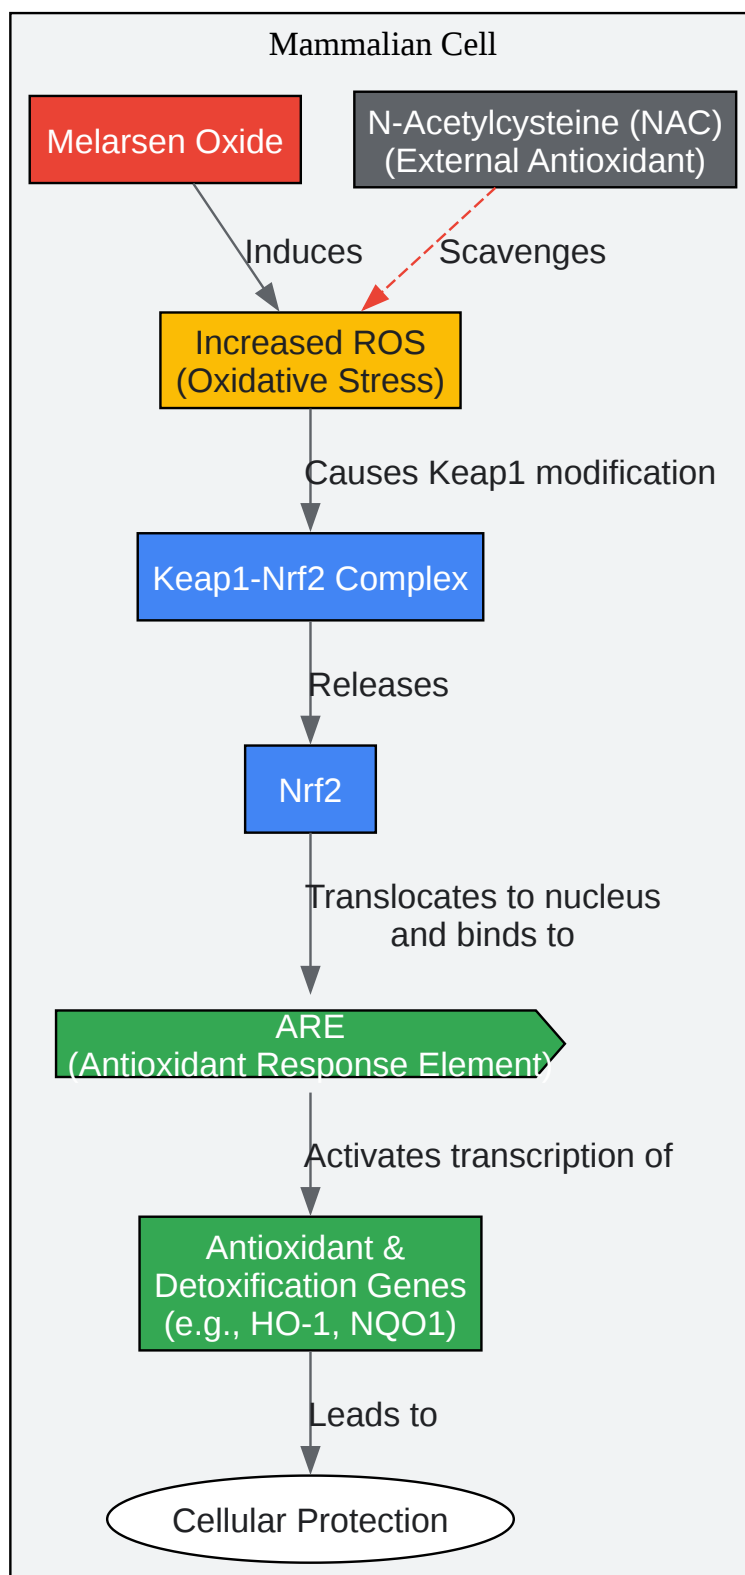 Mammalian Cell
Melarsen Oxide
N-Acetylcysteine (NAC)
(External Antioxidant)
Induces
Scavenges
Increased ROS
(Oxidative Stress)
Causes Keap1 modification
Keap1-Nrf2 Complex
Releases
Nrf2
Translocates to nucleus
and binds to
ARE
(Antioxidant Response Element)
Activates transcription of
Antioxidant &
Detoxification Genes
(e.g., HO-1, NQO1)
Leads to
Cellular Protection